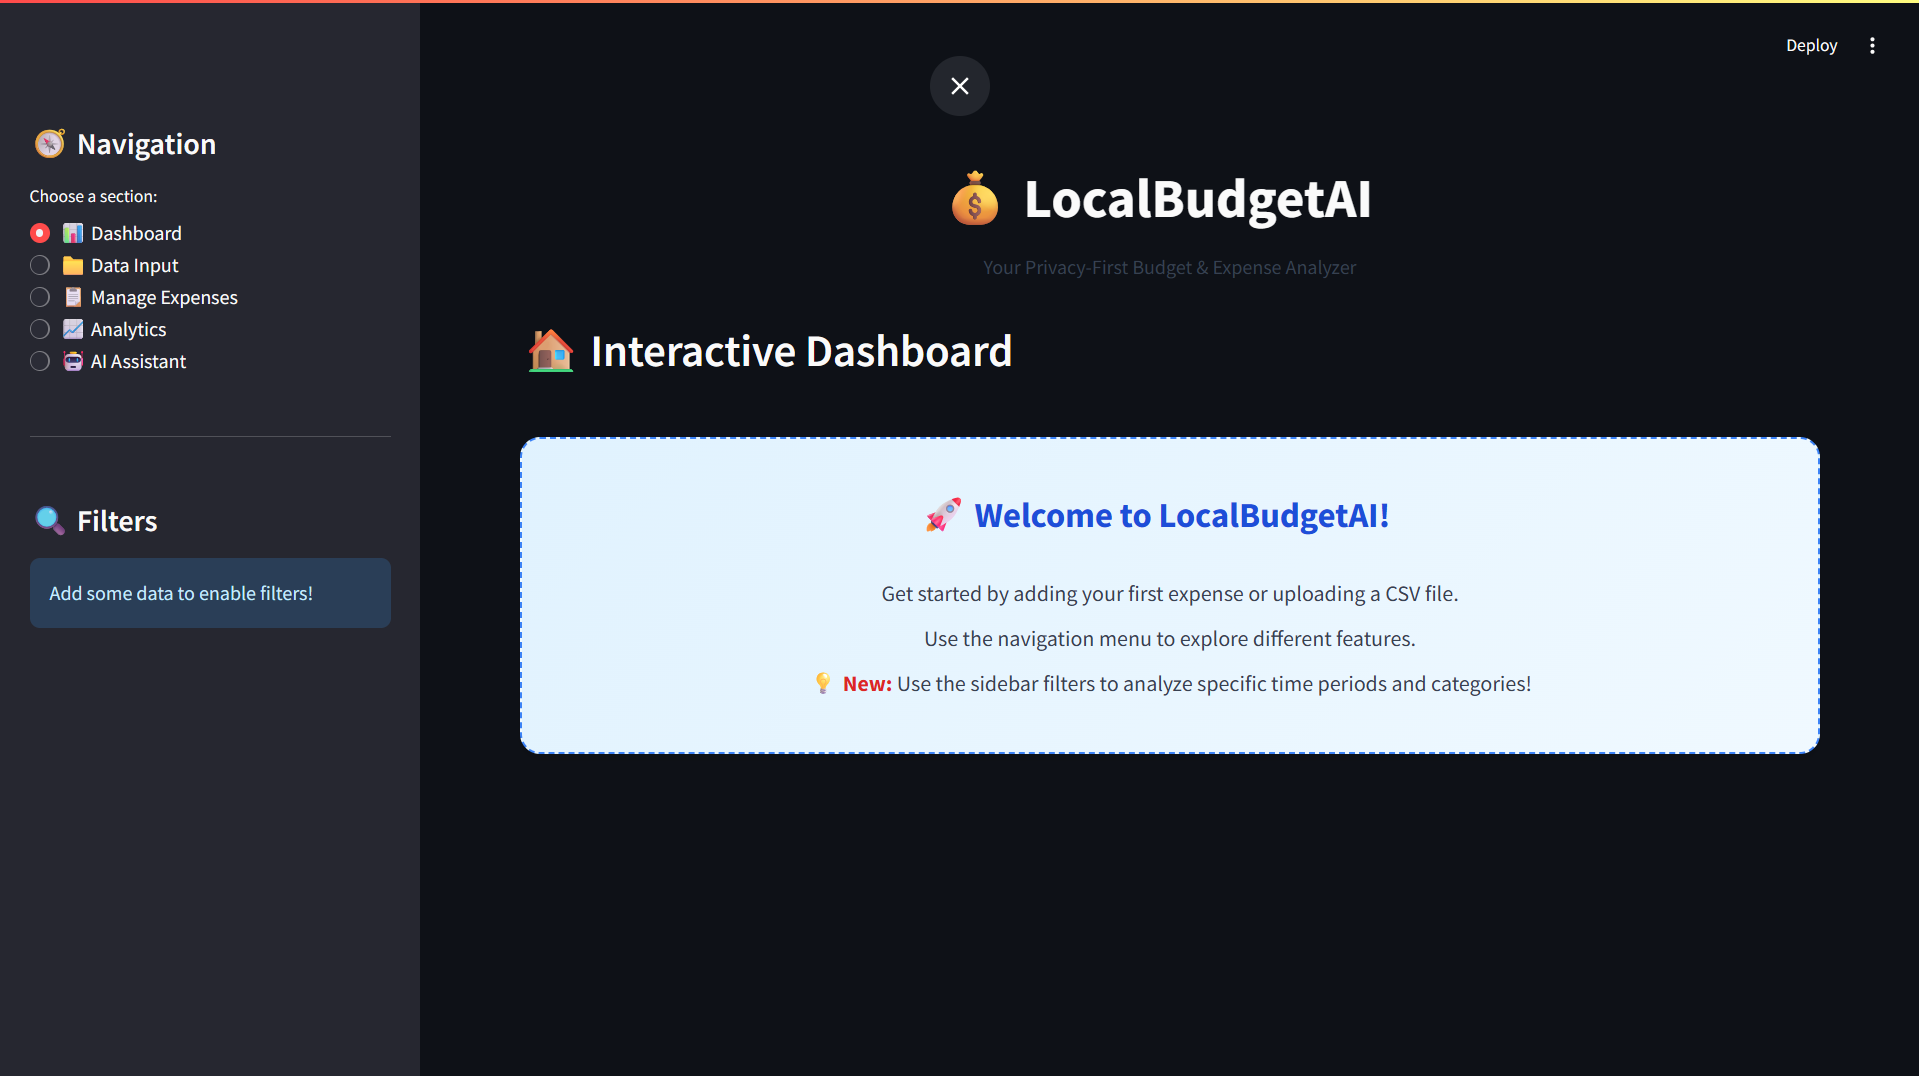 Deploy
Navigation
Choose a section:
Dashboard
Data Input
Manage Expenses
Analytics
AI Assistant
Filters
Add some data to enable filters!
LocalBudgetAI
Your Privacy-First Budget & Expense Analyzer
Interactive Dashboard
Welcome to LocalBudgetAI!
Get started by adding your first expense or uploading a CSV file.
Use the navigation menu to explore different features.
New: Use the sidebar filters to analyze specific time periods and categories!